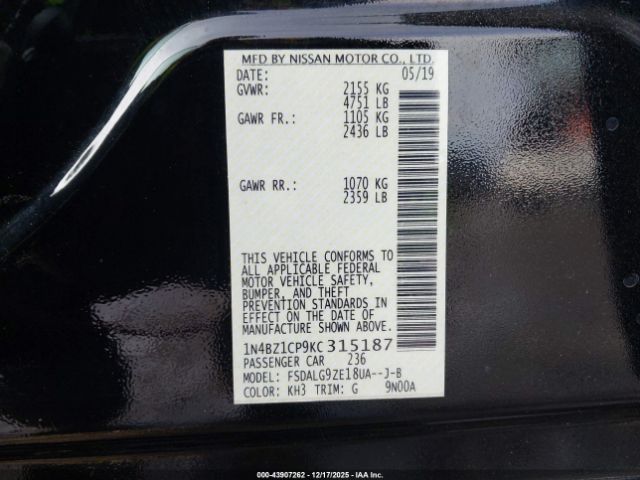 MFD BY NISSAN MOTOR CO., LTD.
DATE: 05/19
GVWR: 2155 KG
4751 LB
GAWR FR.: 1105 KG
2436 LB
GAWR RR.: 1070 KG
2359 LB
THIS VEHICLE CONFORMS TO
ALL APPLICABLE FEDERAL
MOTOR VEHICLE SAFETY,
BUMPER, AND THEFT
PREVENTION STANDARDS IN
EFFECT ON THE DATE OF
MANUFACTURE SHOWN ABOVE.
1N4BZ1CP9KC315187
PASSENGER CAR 236
MODEL: FSDALG9ZE18UA--J-B
COLOR: KH3 TRIM: G 9N00A
000-43907262 - 12/17/2025 - IAA Inc.